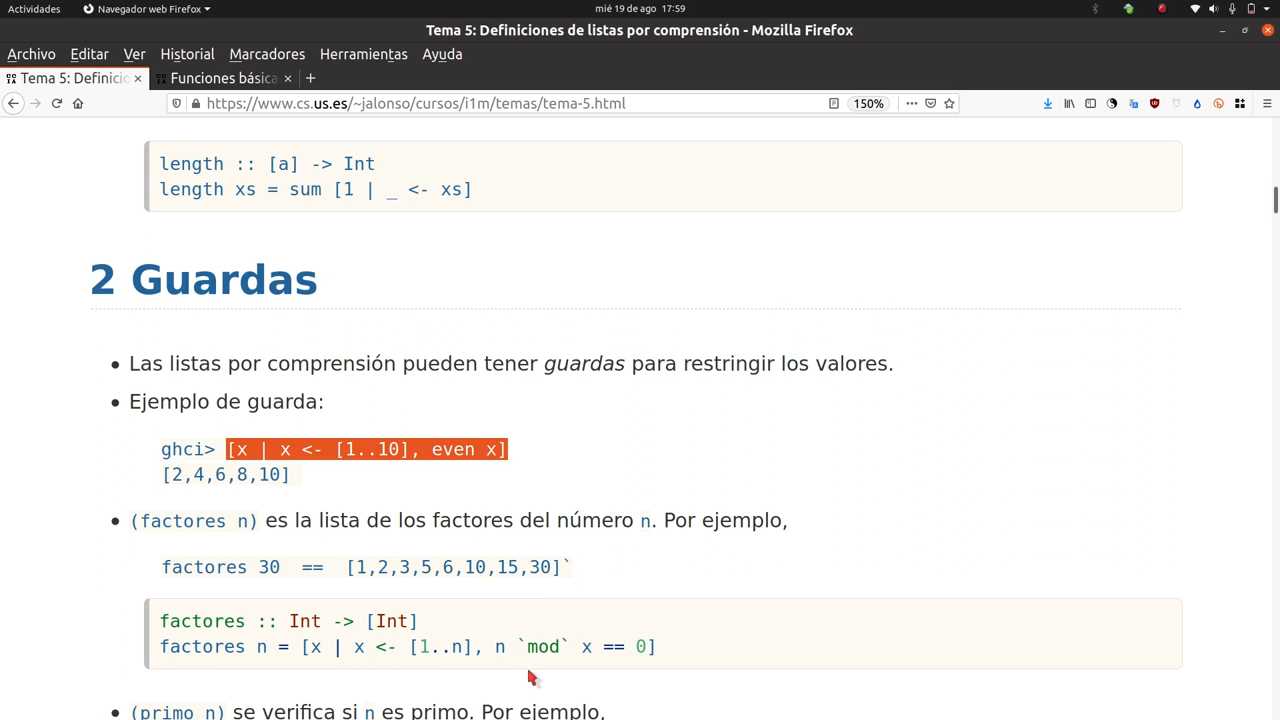 Actividades
Navegador web Firefox
mié 19 de ago 17:59
Tema 5: Definiciones de listas por comprensión - Mozilla Firefox
Archivo Editar Ver Historial Marcadores Herramientas Ayuda
Tema 5: Definicio
Funciones básica
https://www.cs.us.es/~jalonso/cursos/i1m/temas/tema-5.html
150%
length :: [a] -> Int
length xs = sum [1 | _ <- xs]
2 Guardas
• Las listas por comprensión pueden tener guardas para restringir los valores.
• Ejemplo de guarda:
ghci> [x | x <- [1..10], even x]
[2,4,6,8,10]
• (factores n) es la lista de los factores del número n. Por ejemplo,
factores 30 == [1,2,3,5,6,10,15,30]`
factores :: Int -> [Int]
factores n = [x | x <- [1..n], n `mod` x == 0]
• (primo n) se verifica si n es primo. Por ejemplo,